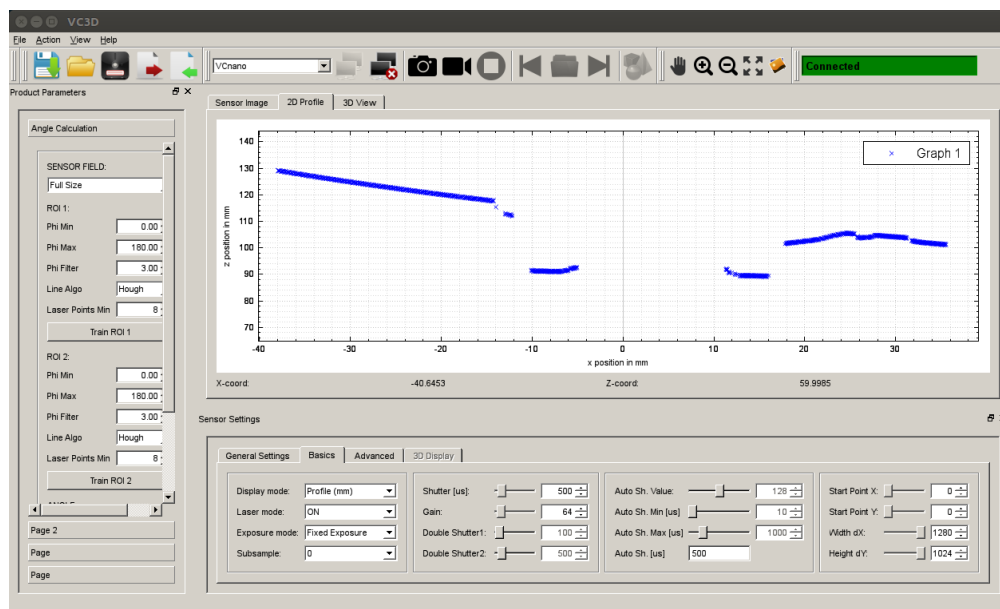 VC3D
File Action View Help
VCnano
Connected
Product Parameters
Angle Calculation
SENSOR FIELD:
Full Size
ROI 1:
Phi Min 0.00
Phi Max 180.00
Phi Filter 3.00
Line Algo Hough
Laser Points Min 8
Train ROI 1
ROI 2:
Phi Min 0.00
Phi Max 180.00
Phi Filter 3.00
Line Algo Hough
Laser Points Min 8
Train ROI 2
Page 2
Page
Page
Sensor Image 2D Profile 3D View
Graph 1
140
130
120
110
100
90
80
70
z position in mm
-40 -30 -20 -10 0 10 20 30
x position in mm
X-coord: -40.6453 Z-coord: 59.9985
Sensor Settings
General Settings Basics Advanced 3D Display
Display mode: Profile (mm)
Laser mode: ON
Exposure mode: Fixed Exposure
Subsample: 0
Shutter [us]: 500
Gain: 64
Double Shutter1: 100
Double Shutter2: 500
Auto Sh. Value: 128
Auto Sh. Min [us] 10
Auto Sh. Max [us] 1000
Auto Sh. [us] 500
Start Point X: 0
Start Point Y: 0
Width dX: 1280
Height dY: 1024